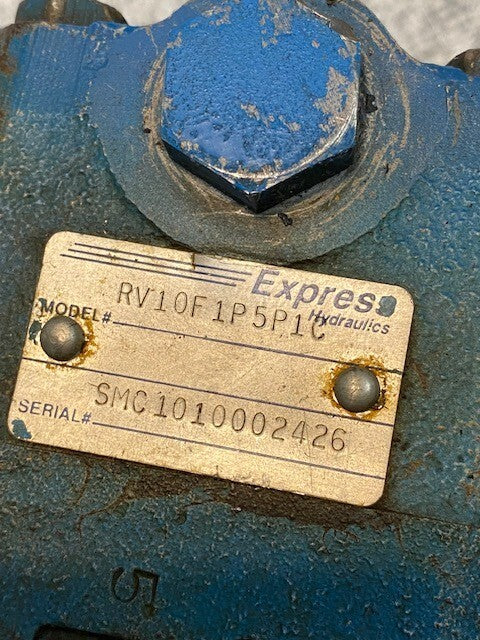 Express
Hydraulics
MODEL# RV10F1P5P1C
SERIAL# SMC1010002426
5